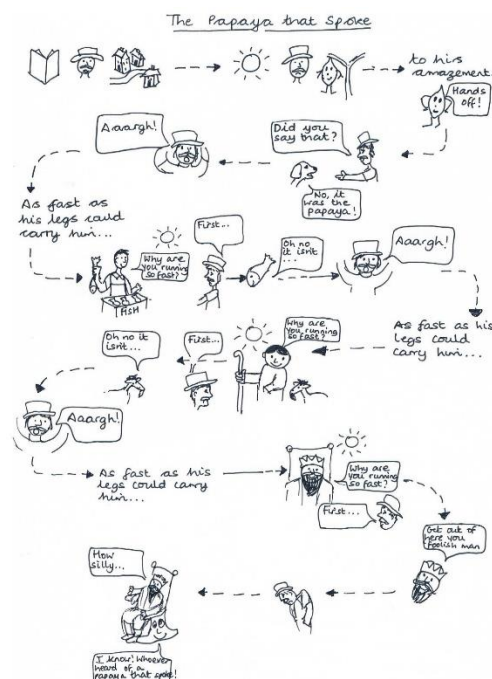 The Papaya that Spoke
to his
amazement
Hands
off!
Aaaargh!
Did you
say that?
No, it
was the
papaya!
As fast as
his legs could
carry him...
Why are
you running
so fast?
FISH
First...
Oh no
it isn't
...
Aaaargh!
As fast as his
legs could
carry him...
Why are
you running
so fast?
First...
Oh no it
isn't...
Aaaargh!
As fast as his
legs could carry
him...
Why are
you running
so fast?
First...
Get out of
here you
foolish man
How
silly...
I know! Whoever
heard of a
papaya that spoke!